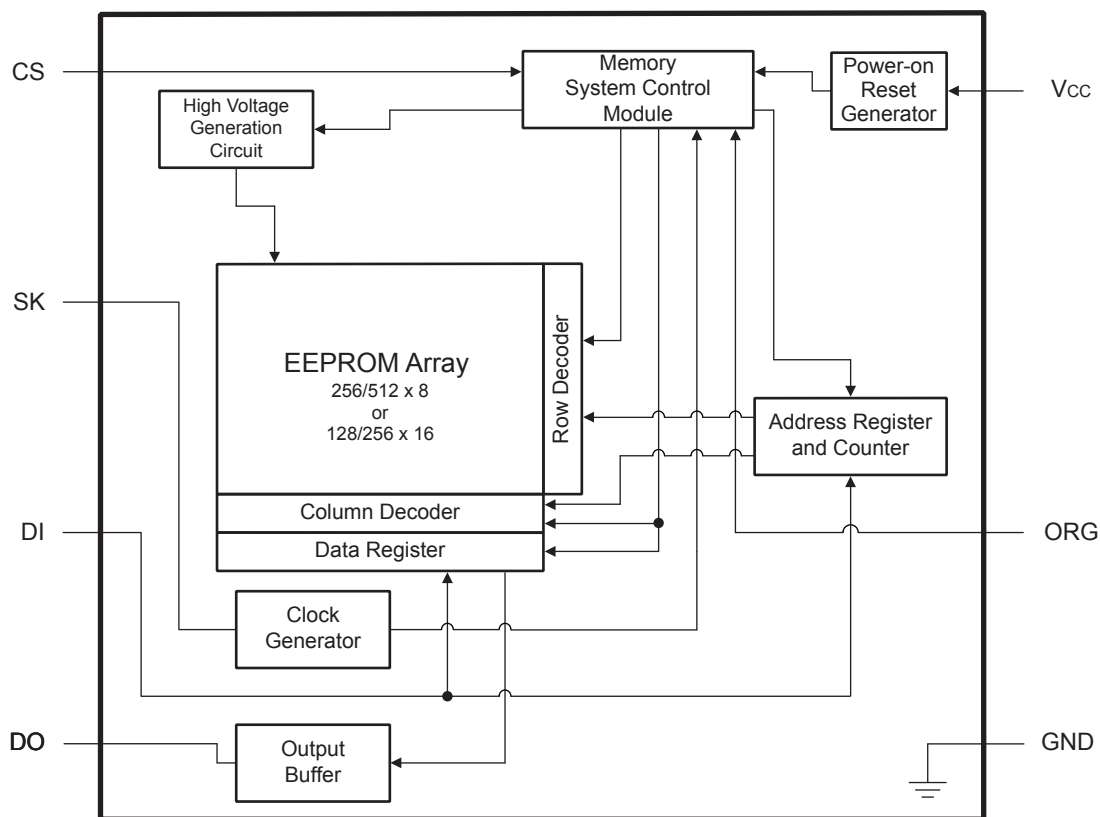 CS
Memory
System Control
Module
Power-on
Reset
Generator
VCC
High Voltage
Generation
Circuit
SK
EEPROM Array
256/512 x 8
or
128/256 x 16
Row Decoder
Address Register
and Counter
Column Decoder
DI
Data Register
ORG
Clock
Generator
DO
Output
Buffer
GND